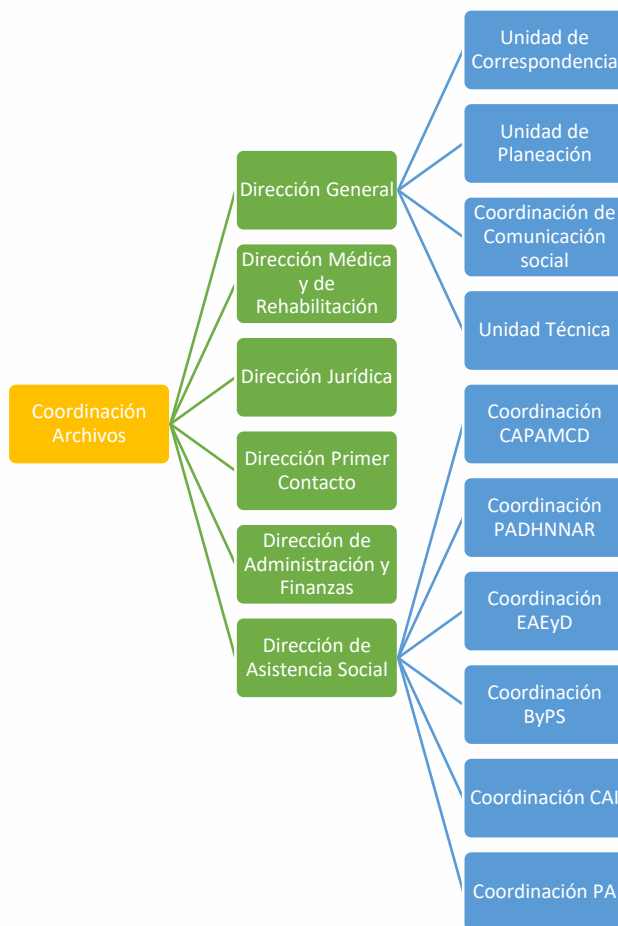 Coordinación
Archivos
Dirección General
Dirección Médica
y de
Rehabilitación
Dirección Jurídica
Dirección Primer
Contacto
Dirección de
Administración y
Finanzas
Dirección de
Asistencia Social
Unidad de
Correspondencia
Unidad de
Planeación
Coordinación de
Comunicación
social
Unidad Técnica
Coordinación
CAPAMCD
Coordinación
PADHNNAR
Coordinación
EAEyD
Coordinación
ByPS
Coordinación CAI
Coordinación PA